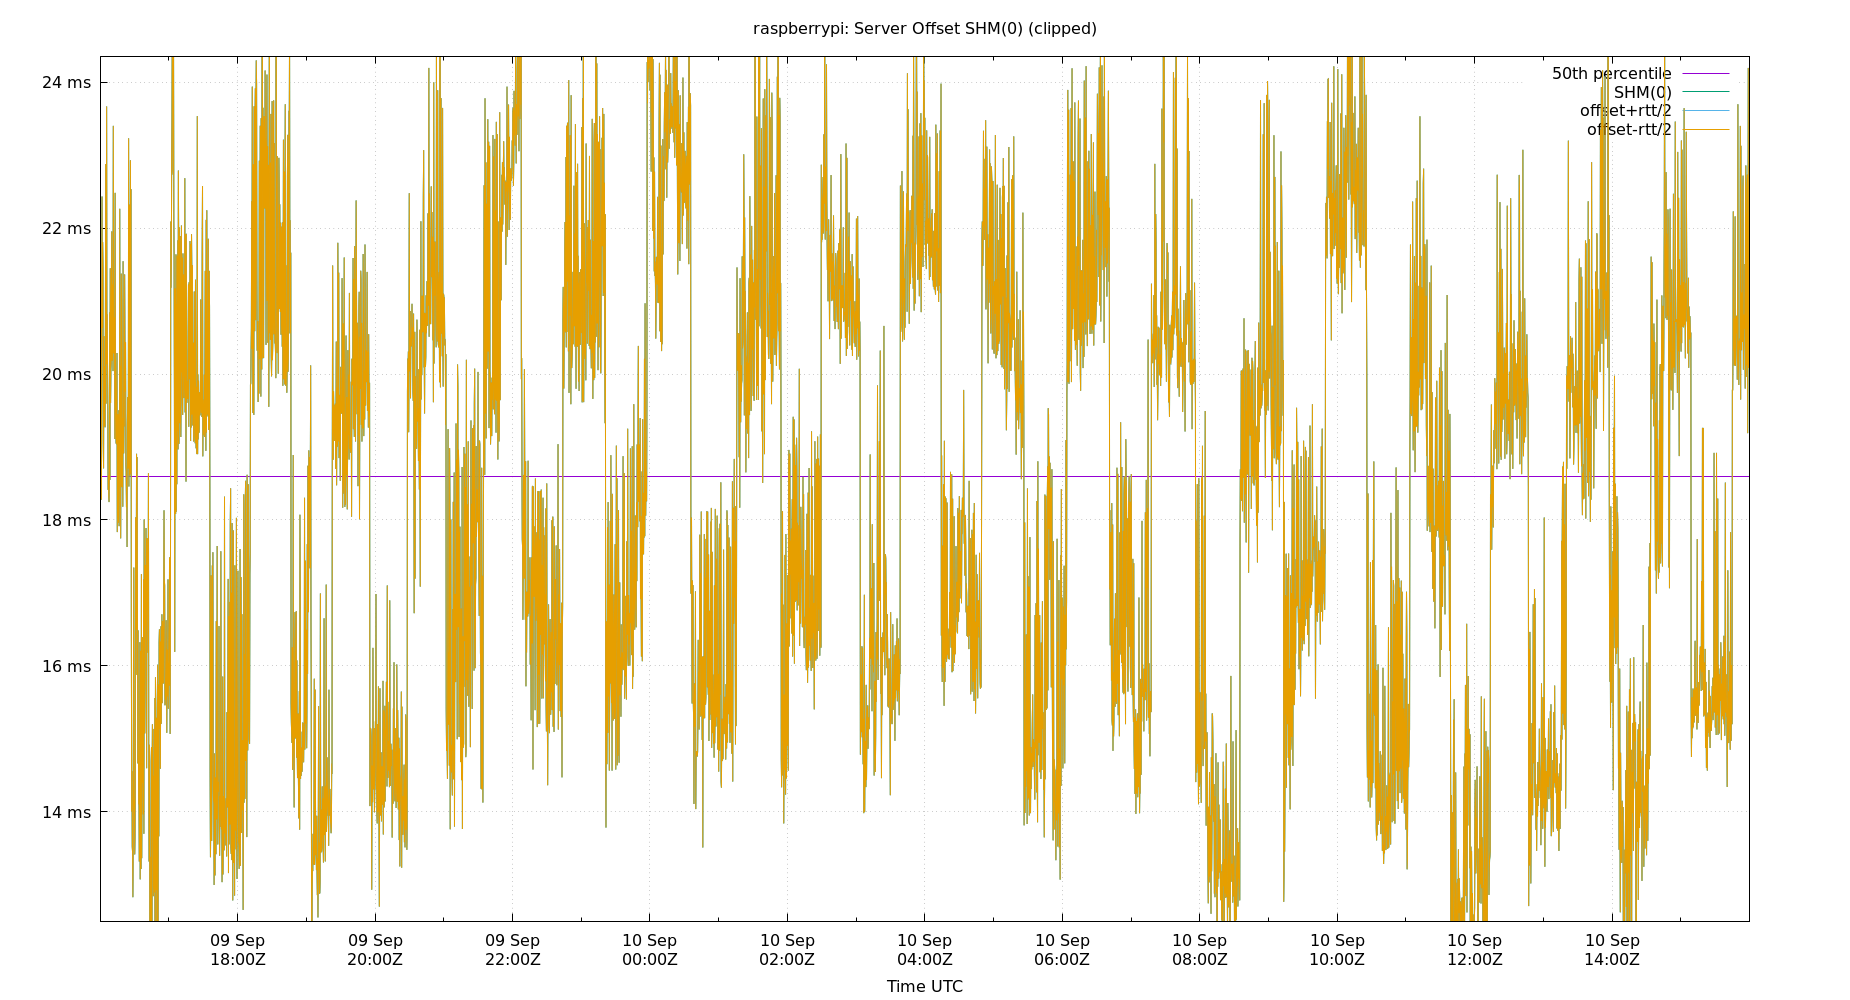 raspberrypi: Server Offset SHM(0) (clipped)
24 ms
22 ms
20 ms
18 ms
16 ms
14 ms
50th percentile
SHM(0)
offset+rtt/2
offset-rtt/2
09 Sep
18:00Z
09 Sep
20:00Z
09 Sep
22:00Z
10 Sep
00:00Z
10 Sep
02:00Z
10 Sep
04:00Z
10 Sep
06:00Z
10 Sep
08:00Z
10 Sep
10:00Z
10 Sep
12:00Z
10 Sep
14:00Z
Time UTC